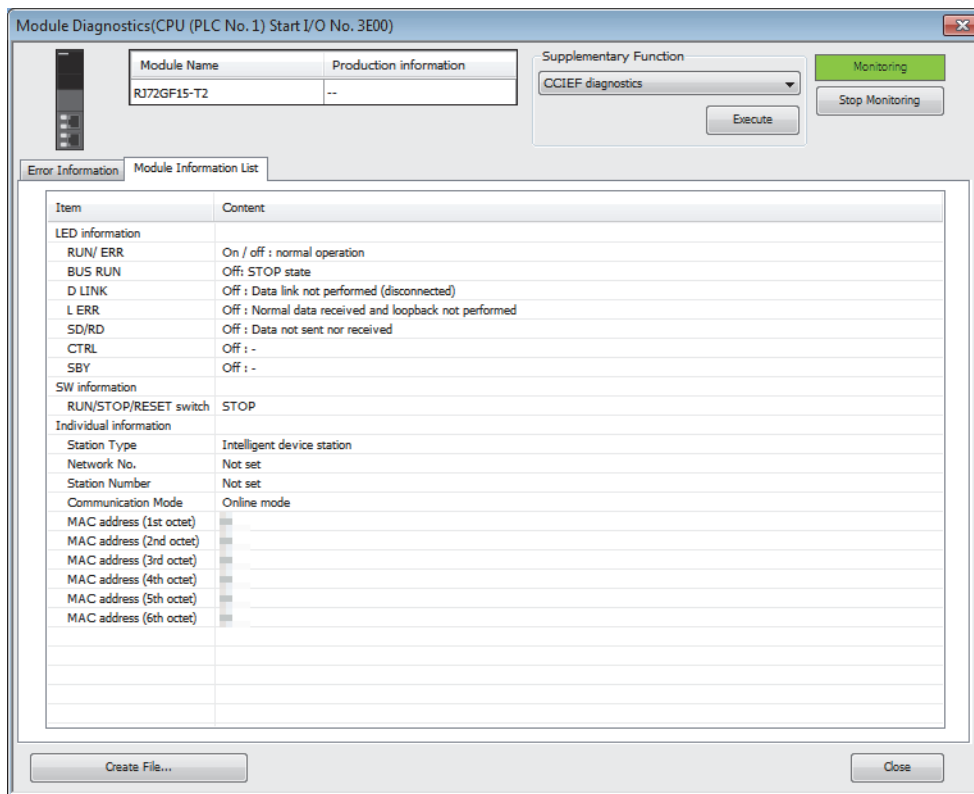 Module Diagnostics(CPU (PLC No. 1) Start I/O No. 3E00)
Module Name Production information
RJ72GF15-T2 --
Supplementary Function
CCIEF diagnostics
Execute
Monitoring
Stop Monitoring
Error Information Module Information List
Item Content
LED information
RUN/ ERR On / off : normal operation
BUS RUN Off: STOP state
D LINK Off : Data link not performed (disconnected)
L ERR Off : Normal data received and loopback not performed
SD/RD Off : Data not sent nor received
CTRL Off : -
SBY Off : -
SW information
RUN/STOP/RESET switch STOP
Individual information
Station Type Intelligent device station
Network No. Not set
Station Number Not set
Communication Mode Online mode
MAC address (1st octet)
MAC address (2nd octet)
MAC address (3rd octet)
MAC address (4th octet)
MAC address (5th octet)
MAC address (6th octet)
Create File... Close